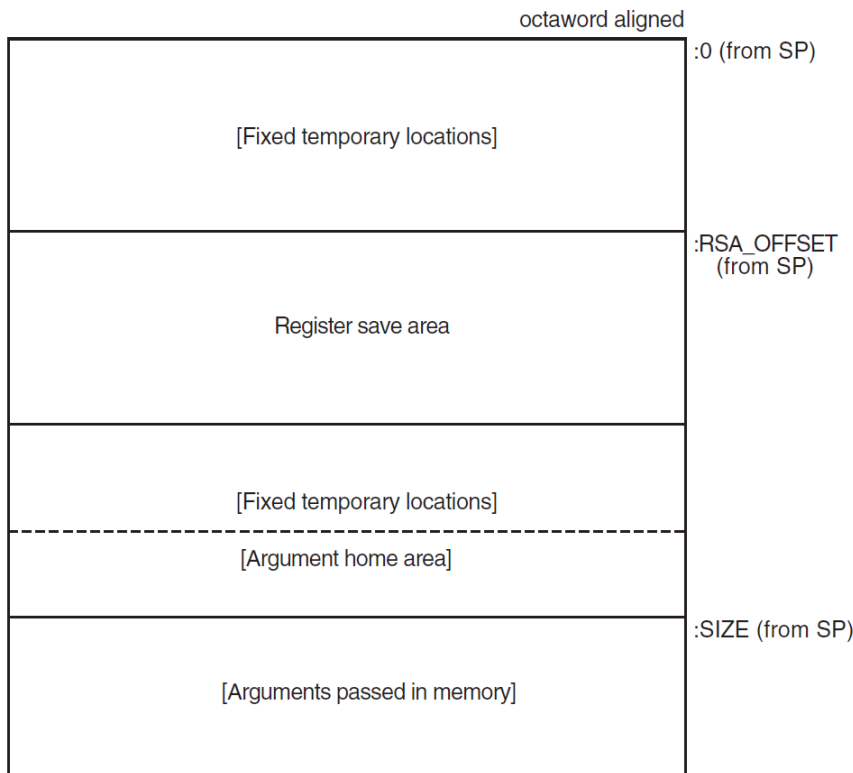 octaword aligned
:0 (from SP)
[Fixed temporary locations]
:RSA_OFFSET
(from SP)
Register save area
[Fixed temporary locations]
[Argument home area]
:SIZE (from SP)
[Arguments passed in memory]